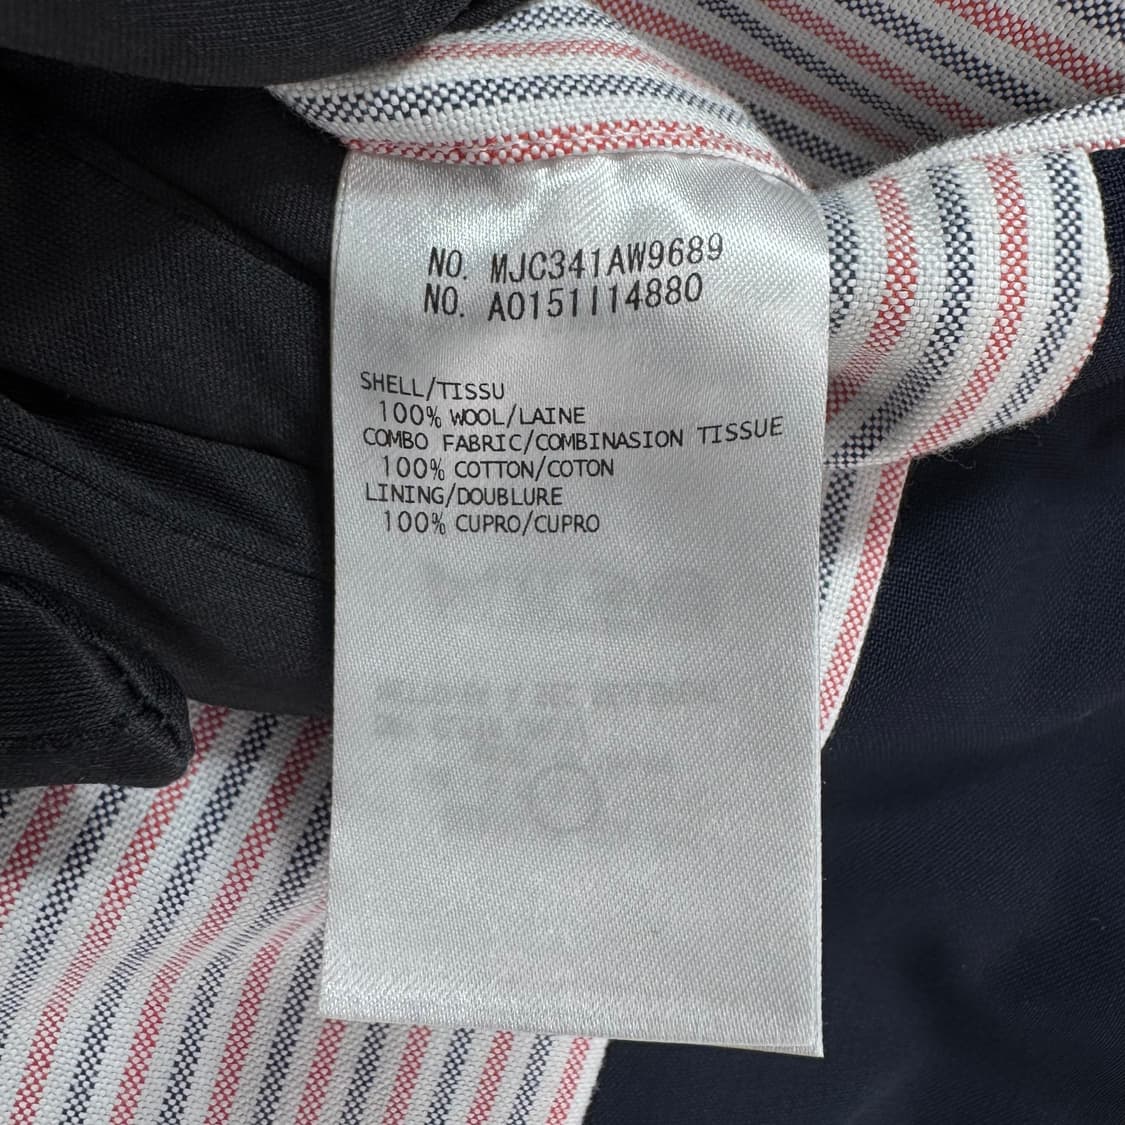 NO. MJC341AW9689
NO. A0151114880
SHELL/TISSU
100% WOOL/LAINE
COMBO FABRIC/COMBINASION TISSUE
100% COTTON/COTON
LINING/DOUBLURE
100% CUPRO/CUPRO